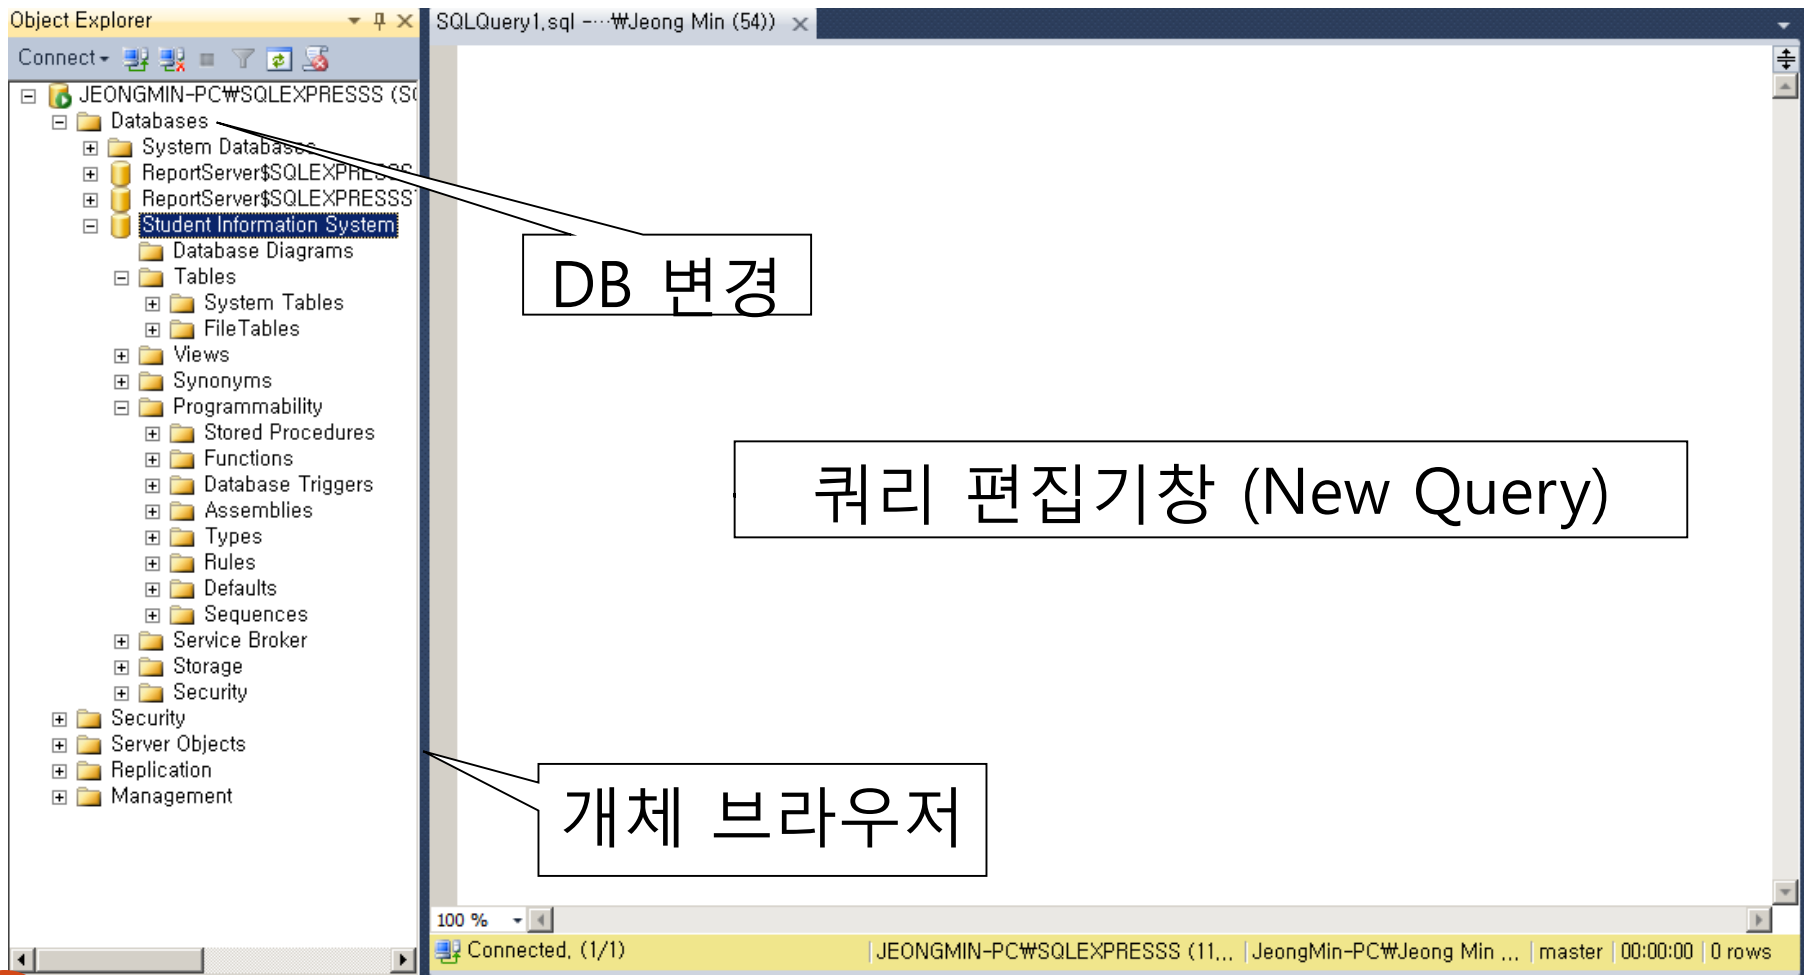 Object Explorer
SQLQuery1.sql -...₩Jeong Min (54))
Connect
JEONGMIN-PC₩SQLEXPRESSS (S
Databases
System Databases
ReportServer$SQLEXPRESSS
ReportServer$SQLEXPRESSS
Student Information System
Database Diagrams
Tables
System Tables
FileTables
Views
Synonyms
Programmability
Stored Procedures
Functions
Database Triggers
Assemblies
Types
Rules
Defaults
Sequences
Service Broker
Storage
Security
Security
Server Objects
Replication
Management
DB 변경
쿼리 편집기창 (New Query)
개체 브라우저
100 %
Connected. (1/1)
JEONGMIN-PC₩SQLEXPRESSS (11...
JeongMin-PC₩Jeong Min ...
master
00:00:00
0 rows